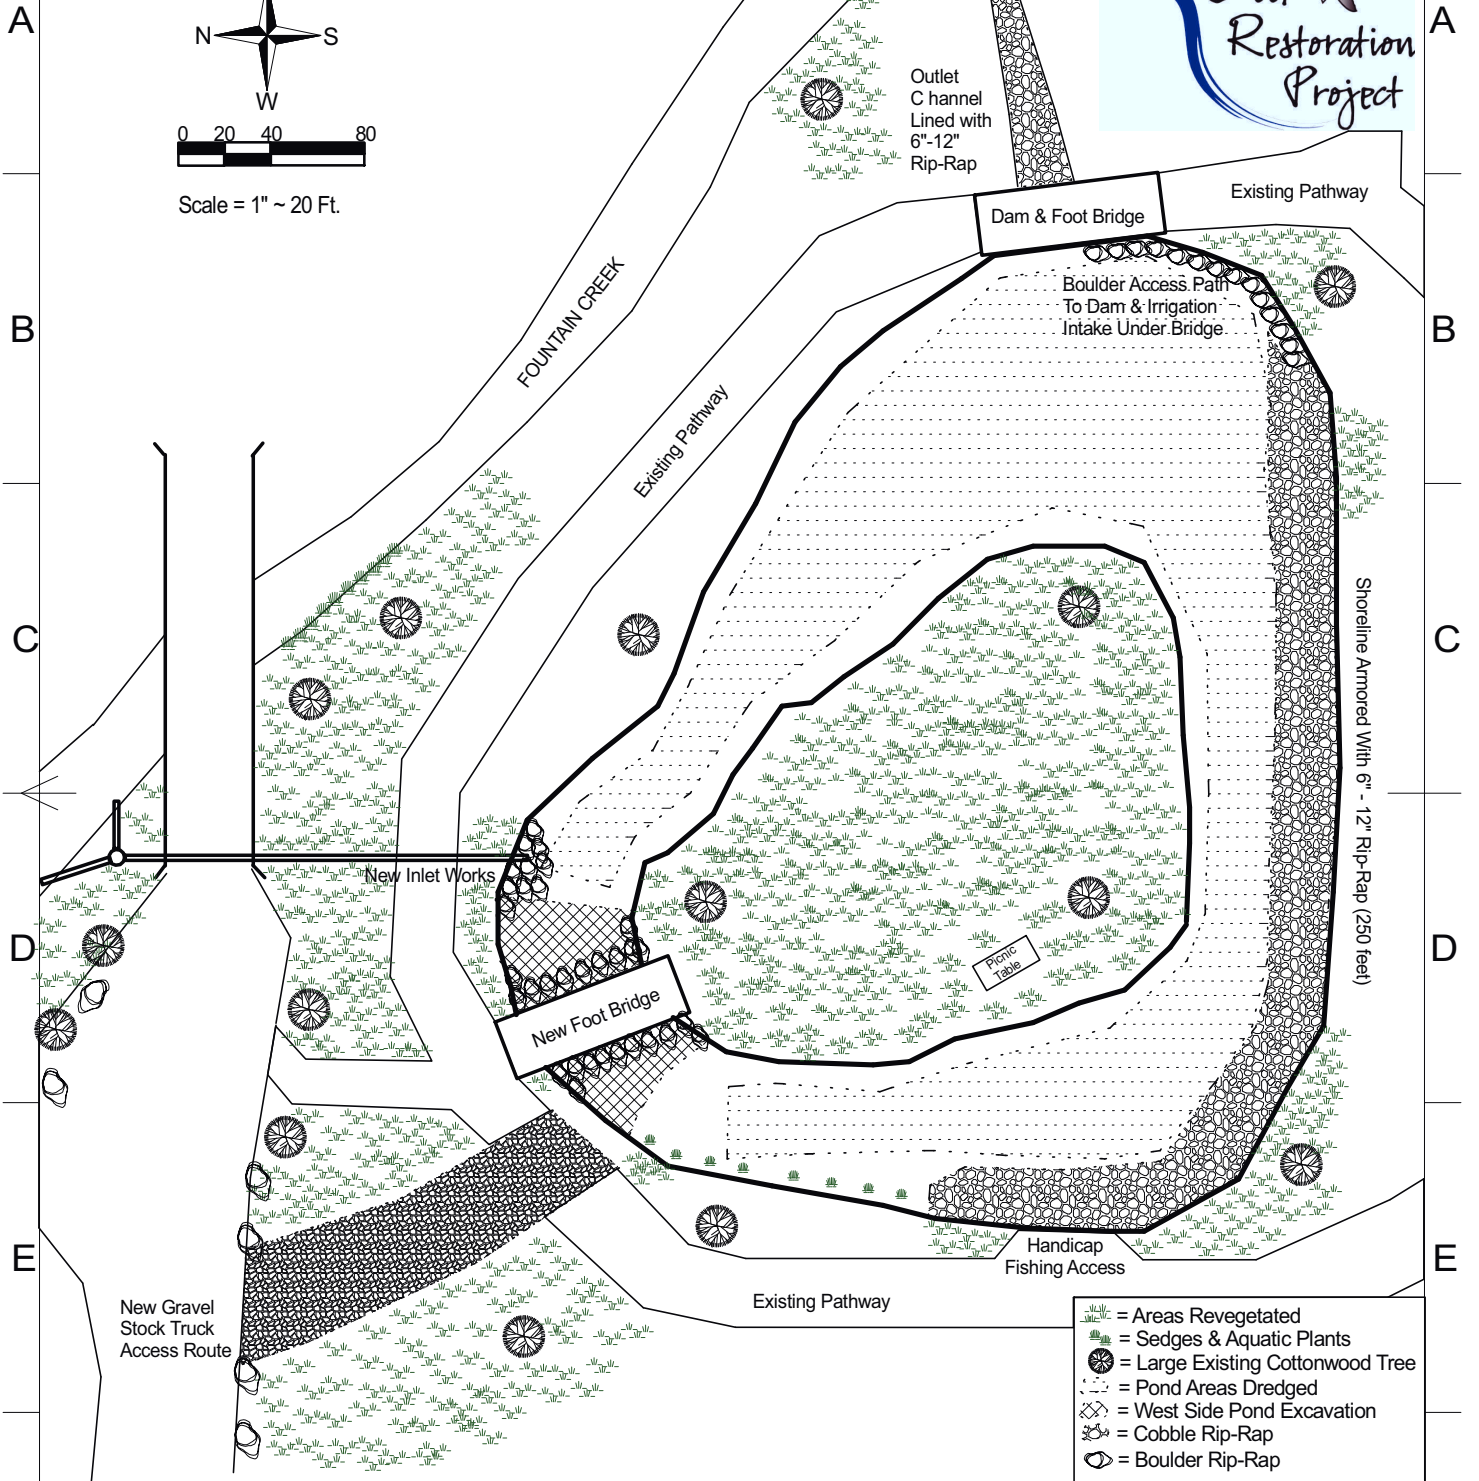 A
A
N
S
W
0 20 40 80
Scale = 1" ~ 20 Ft.
Outlet
C hannel
Lined with
6"-12"
Rip-Rap
Restoration
Project
Dam & Foot Bridge
Existing Pathway
Boulder Access Path
To Dam & Irrigation
Intake Under Bridge
B
B
FOUNTAIN CREEK
Existing Pathway
C
C
Shoreline Armored With 6" - 12" Rip-Rap (250 feet)
New Inlet Works
D
D
Picnic
Table
New Foot Bridge
E
E
Handicap
Fishing Access
Existing Pathway
New Gravel
Stock Truck
Access Route
= Areas Revegetated
= Sedges & Aquatic Plants
= Large Existing Cottonwood Tree
= Pond Areas Dredged
= West Side Pond Excavation
= Cobble Rip-Rap
= Boulder Rip-Rap